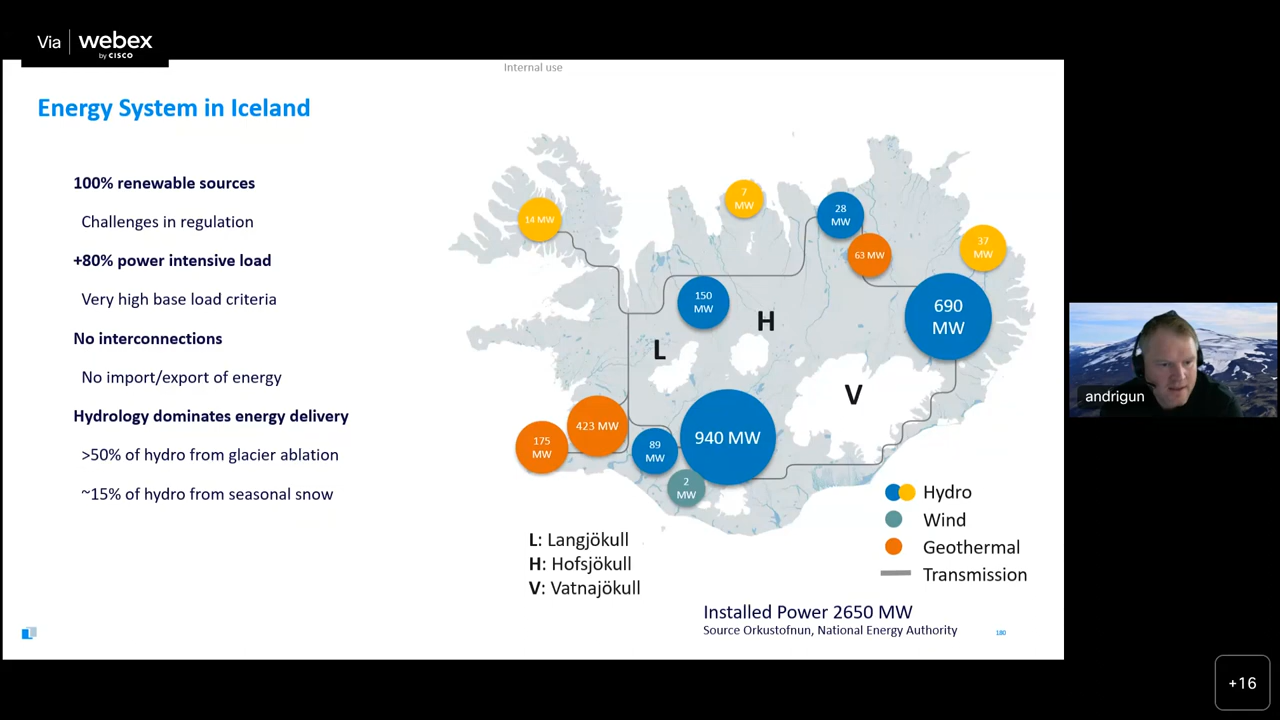 Via webex
by CISCO
Internal use
Energy System in Iceland
100% renewable sources
Challenges in regulation
+80% power intensive load
Very high base load criteria
No interconnections
No import/export of energy
Hydrology dominates energy delivery
>50% of hydro from glacier ablation
~15% of hydro from seasonal snow
14 MW
7
MW
28
MW
63 MW
37
MW
150
MW
690
MW
H
L
V
423 MW
175
MW
89
MW
940 MW
2
MW
L: Langjökull
H: Hofsjökull
V: Vatnajökull
Hydro
Wind
Geothermal
Transmission
Installed Power 2650 MW
Source Orkustofnun, National Energy Authority
180
andrigun
+16